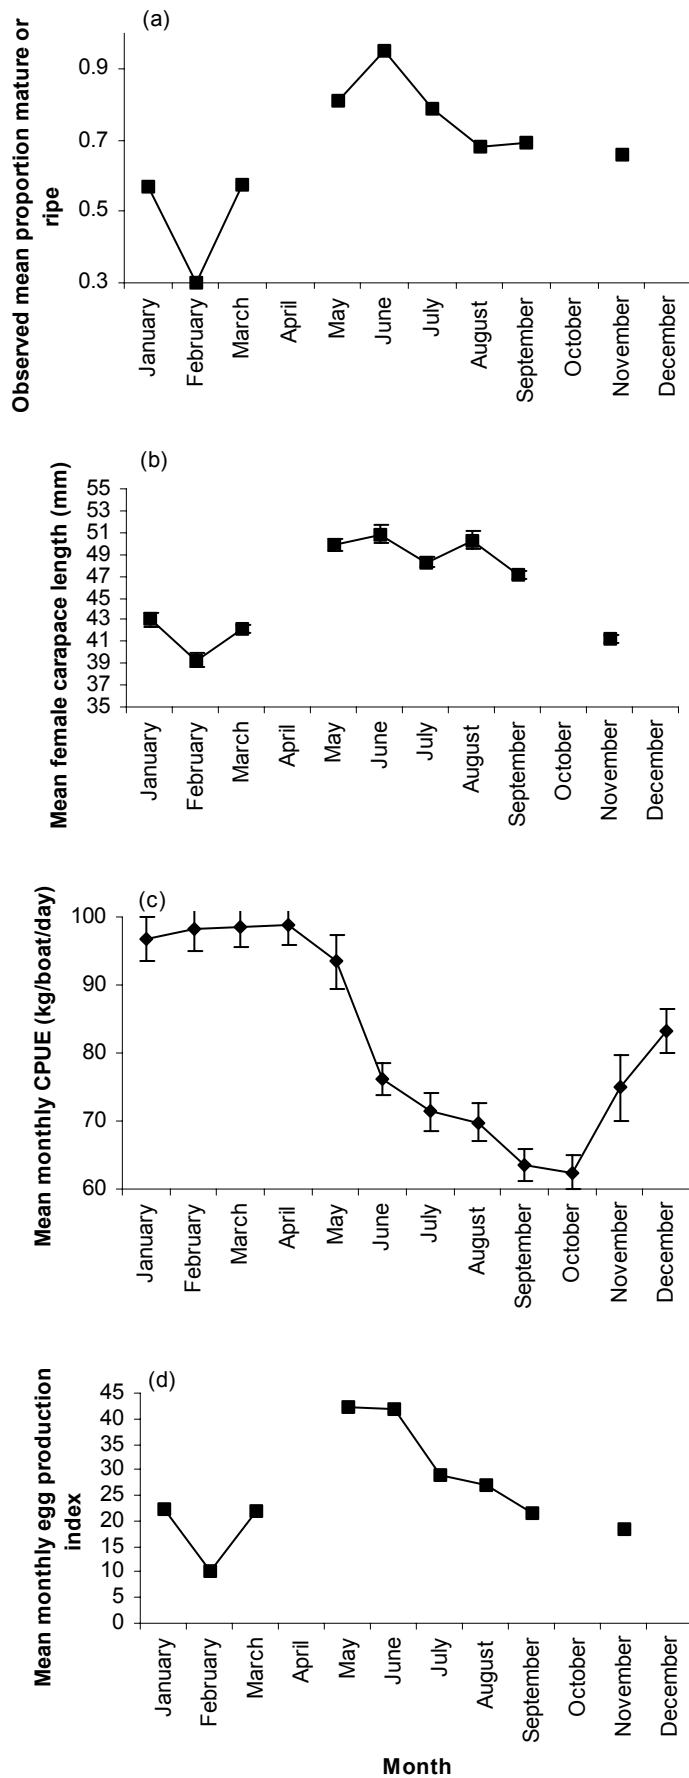 (a)
Observed mean proportion mature or
ripe
0.9
0.7
0.5
0.3
January
February
March
April
May
June
July
August
September
October
November
December
(b)
Mean female carapace length (mm)
55
53
51
49
47
45
43
41
39
37
35
January
February
March
April
May
June
July
August
September
October
November
December
(c)
Mean monthly CPUE (kg/boat/day)
100
90
80
70
60
January
February
March
April
May
June
July
August
September
October
November
December
(d)
Mean monthly egg production
index
45
40
35
30
25
20
15
10
5
0
January
February
March
April
May
June
July
August
September
October
November
December
Month